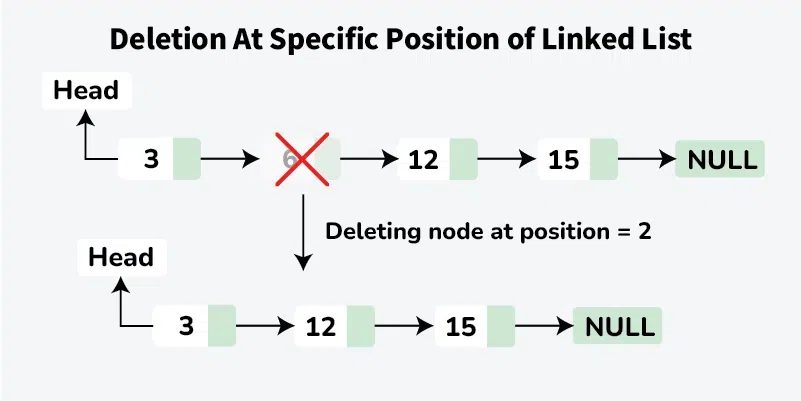 Deletion At Specific Position of Linked List
Head
3 6 12 15 NULL
Deleting node at position = 2
Head
3 12 15 NULL